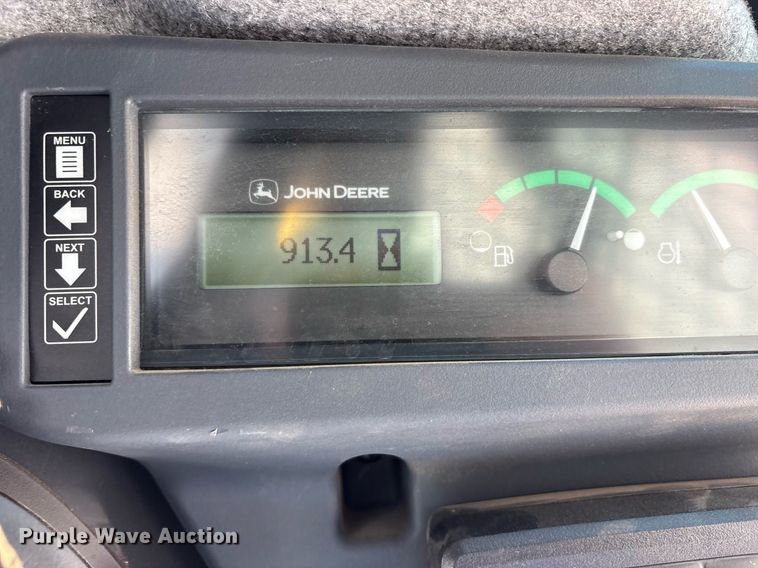 MENU
BACK
NEXT
SELECT
JOHN DEERE
913.4
Purple Wave Auction